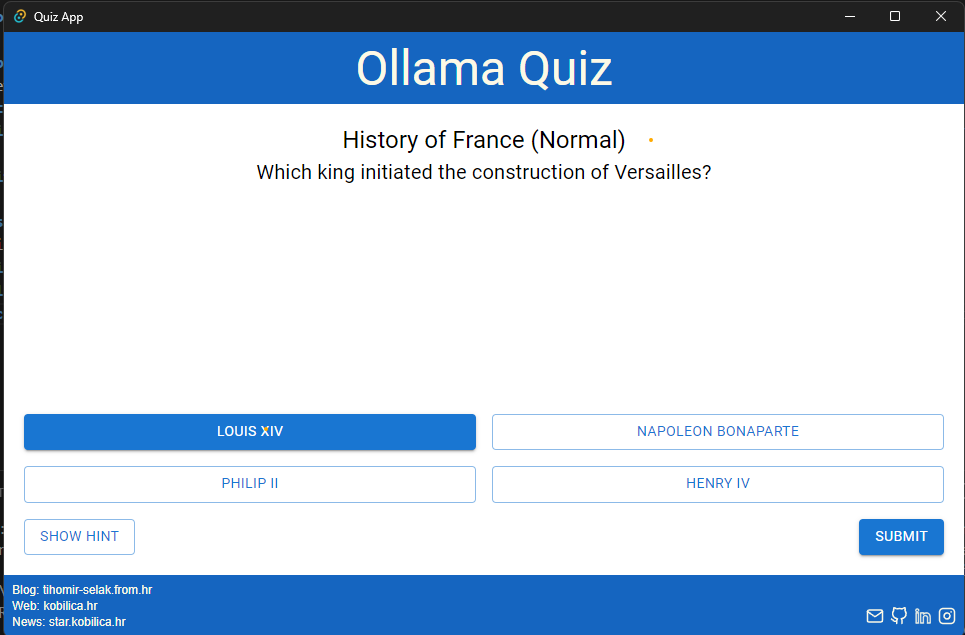 Quiz App
Ollama Quiz
History of France (Normal)
Which king initiated the construction of Versailles?
LOUIS XIV
NAPOLEON BONAPARTE
PHILIP II
HENRY IV
SHOW HINT
SUBMIT
Blog: tihomir-selak.from.hr
Web: kobilica.hr
News: star.kobilica.hr